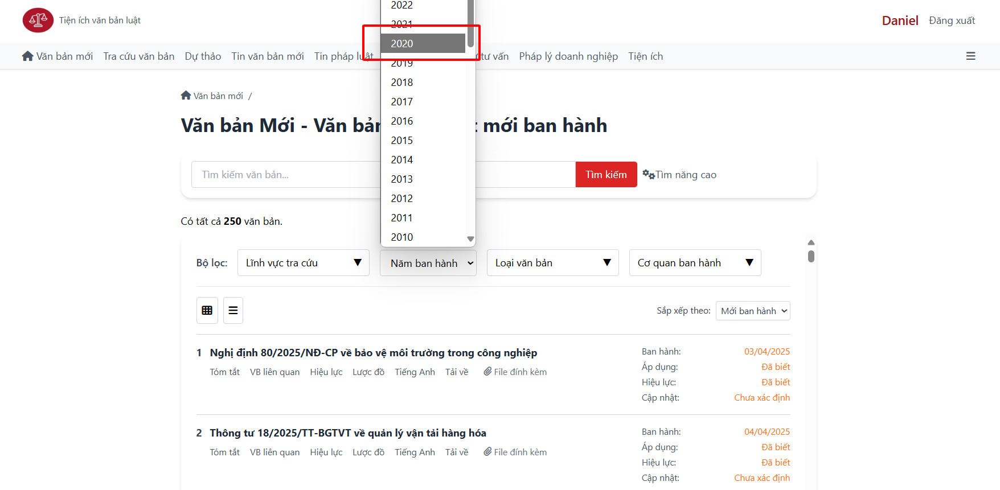 Tiện ích văn bản luật
Daniel Đăng xuất
Văn bản mới Tra cứu văn bản Dự thảo Tin văn bản mới Tin pháp luật tư vấn Pháp lý doanh nghiệp Tiện ích
2022
2021
2020
2019
2018
2017
2016
2015
2014
2013
2012
2011
2010
Văn bản mới /
Văn bản Mới - Văn bản mới ban hành
Tìm kiếm văn bản...
Tìm kiếm
Tìm năng cao
Có tất cả 250 văn bản.
Bộ lọc: Lĩnh vực tra cứu Năm ban hành Loại văn bản Cơ quan ban hành
Sắp xếp theo: Mới ban hành
1 Nghị định 80/2025/NĐ-CP về bảo vệ môi trường trong công nghiệp
Tóm tắt VB liên quan Hiệu lực Lược đồ Tiếng Anh Tải về File đính kèm
Ban hành: 03/04/2025
Áp dụng: Đã biết
Hiệu lực: Đã biết
Cập nhật: Chưa xác định
2 Thông tư 18/2025/TT-BGTVT về quản lý vận tải hàng hóa
Tóm tắt VB liên quan Hiệu lực Lược đồ Tiếng Anh Tải về File đính kèm
Ban hành: 04/04/2025
Áp dụng: Đã biết
Hiệu lực: Đã biết
Cập nhật: Chưa xác định